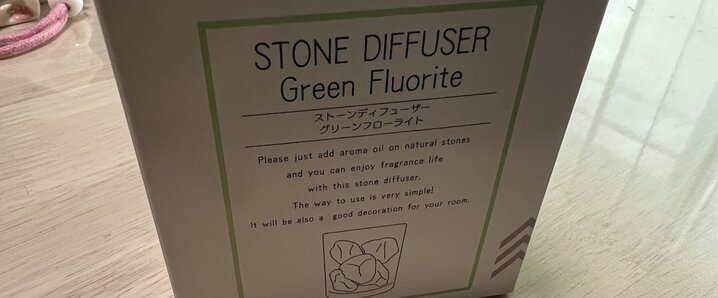 STONE DIFFUSER
Green Fluorite
ストーンディフューザー
グリーンフローライト
Please just add aroma oil on natural stones
and you can enjoy fragrance life
with this stone diffuser.
The way to use is very simple!
It will be also a good decoration for your room.